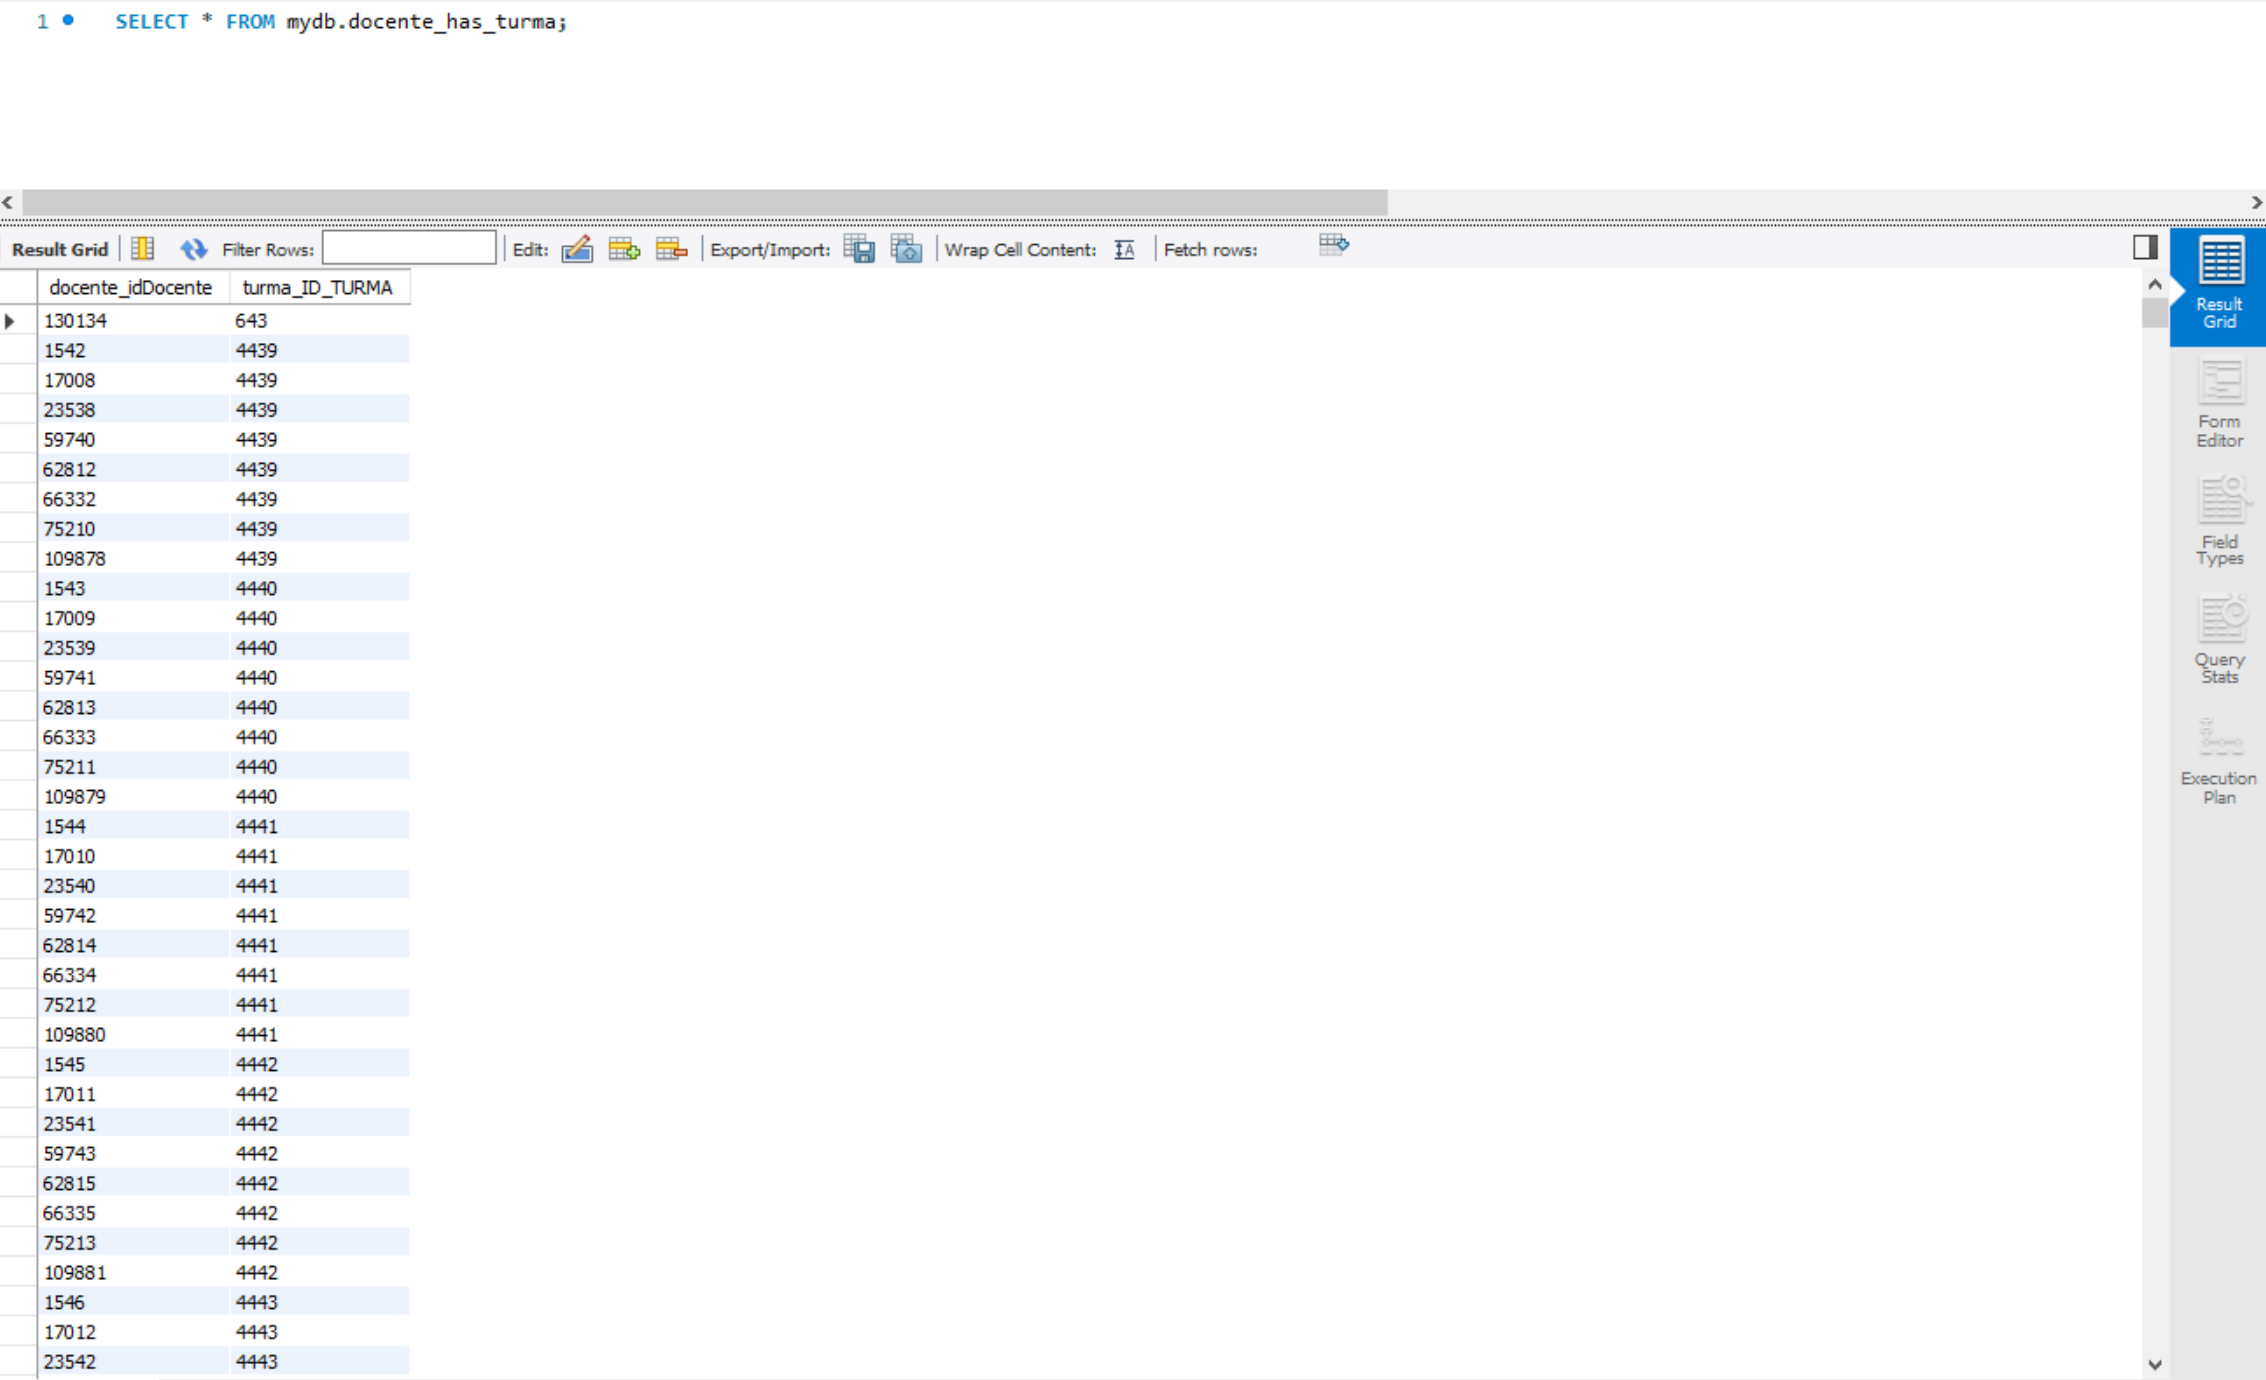 1 SELECT * FROM mydb.docente_has_turma;
Result Grid Filter Rows: Edit: Export/Import: Wrap Cell Content: Fetch rows:
docente_idDocente turma_ID_TURMA
130134 643
1542 4439
17008 4439
23538 4439
59740 4439
62812 4439
66332 4439
75210 4439
109878 4439
1543 4440
17009 4440
23539 4440
59741 4440
62813 4440
66333 4440
75211 4440
109879 4440
1544 4441
17010 4441
23540 4441
59742 4441
62814 4441
66334 4441
75212 4441
109880 4441
1545 4442
17011 4442
23541 4442
59743 4442
62815 4442
66335 4442
75213 4442
109881 4442
1546 4443
17012 4443
23542 4443
Result
Grid
Form
Editor
Field
Types
Query
Stats
Execution
Plan